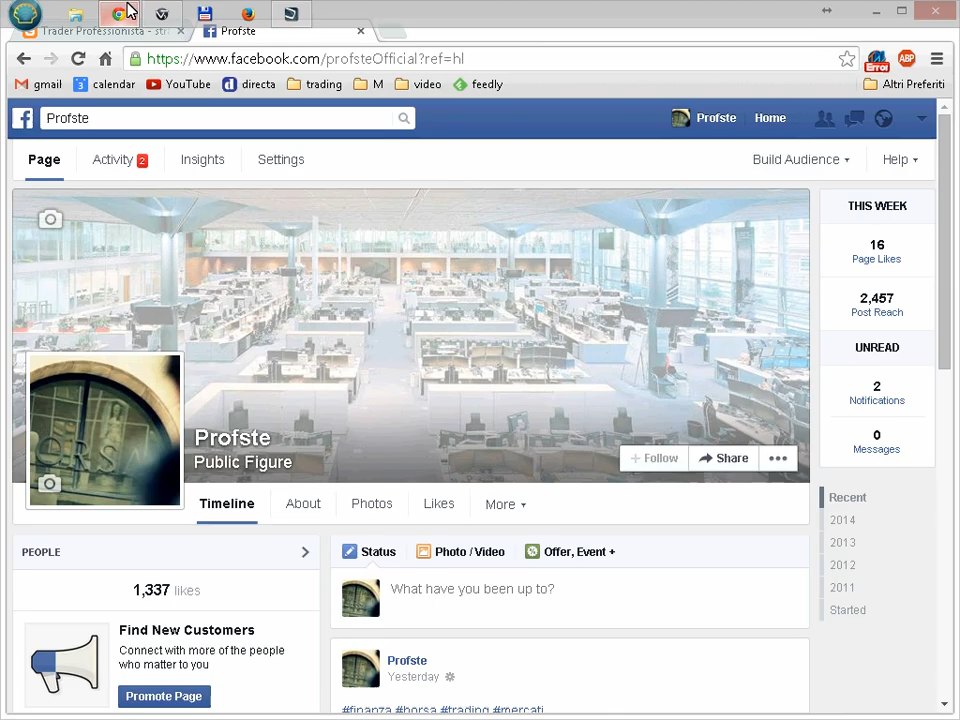 Trader Professionista - str
Profste
https://www.facebook.com/profsteOfficial?ref=hl
gmail
3 calendar
YouTube
d directa
trading
M
video
feedly
Altri Preferiti
ABP
f Profste
Profste
Home
Page
Activity 2
Insights
Settings
Build Audience
Help
THIS WEEK
16
Page Likes
2,457
Post Reach
UNREAD
2
Notifications
0
Messages
Profste
Public Figure
+ Follow
Share
Timeline
About
Photos
Likes
More
Recent
2014
2013
2012
2011
Started
PEOPLE
1,337 likes
Find New Customers
Connect with more of the people
who matter to you
Promote Page
Status
Photo / Video
Offer, Event +
What have you been up to?
Profste
Yesterday
#finanza #borsa #trading #mercati